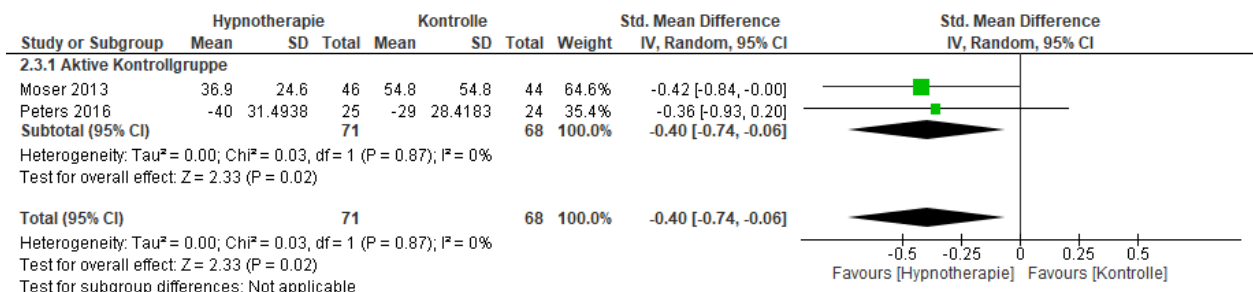 Hypnotherapie Kontrolle Std. Mean Difference Std. Mean Difference
Study or Subgroup Mean SD Total Mean SD Total Weight IV, Random, 95% CI IV, Random, 95% CI
2.3.1 Aktive Kontrollgruppe
Moser 2013 36.9 24.6 46 54.8 54.8 44 64.6% -0.42 [-0.84, -0.00]
Peters 2016 -40 31.4938 25 -29 28.4183 24 35.4% -0.36 [-0.93, 0.20]
Subtotal (95% CI) 71 68 100.0% -0.40 [-0.74, -0.06]
Heterogeneity: Tau² = 0.00; Chi² = 0.03, df = 1 (P = 0.87); I² = 0%
Test for overall effect: Z = 2.33 (P = 0.02)
Total (95% CI) 71 68 100.0% -0.40 [-0.74, -0.06]
Heterogeneity: Tau² = 0.00; Chi² = 0.03, df = 1 (P = 0.87); I² = 0%
Test for overall effect: Z = 2.33 (P = 0.02)
Test for subgroup differences: Not applicable
-0.5 -0.25 0 0.25 0.5
Favours [Hypnotherapie] Favours [Kontrolle]